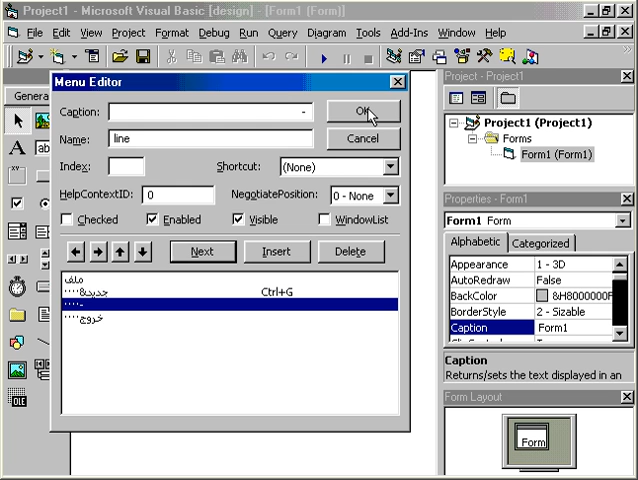 Project1 - Microsoft Visual Basic [design] - [Form1 (Form)]
File Edit View Project Format Debug Run Query Diagram Tools Add-Ins Window Help
Menu Editor
Caption: -
OK
Name: line
Cancel
Index:
Shortcut: (None)
HelpContextID: 0
NegotiatePosition: 0 - None
Checked
Enabled
Visible
WindowList
Next
Insert
Delete
ملف
····&جديد Ctrl+G
····-
····خروج
Genera
A
ab
OLE
Project - Project1
Project1 (Project1)
Forms
Form1 (Form1)
Properties - Form1
Form1 Form
Alphabetic Categorized
Appearance 1 - 3D
AutoRedraw False
BackColor &H8000000F
BorderStyle 2 - Sizable
Caption Form1
Caption
Returns/sets the text displayed in an
Form Layout
Form